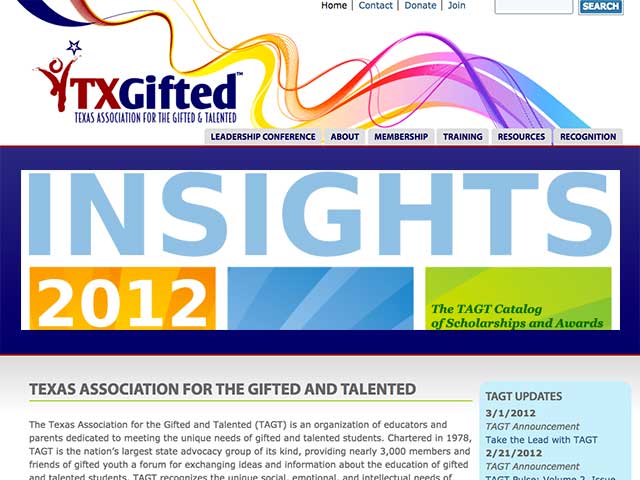 Home | Contact | Donate | Join
SEARCH
TXGifted™
TEXAS ASSOCIATION FOR THE GIFTED & TALENTED
LEADERSHIP CONFERENCE ABOUT MEMBERSHIP TRAINING RESOURCES RECOGNITION
INSIGHTS
2012
The TAGT Catalog
of Scholarships and Awards
TEXAS ASSOCIATION FOR THE GIFTED AND TALENTED
The Texas Association for the Gifted and Talented (TAGT) is an organization of educators and
parents dedicated to meeting the unique needs of gifted and talented students. Chartered in 1978,
TAGT is the nation's largest state advocacy group of its kind, providing nearly 3,000 members and
friends of gifted youth a forum for exchanging ideas and information about the education of gifted
and talented students. TAGT recognizes the unique social, emotional, and intellectual needs of
TAGT UPDATES
3/1/2012
TAGT Announcement
Take the Lead with TAGT
2/21/2012
TAGT Announcement
TAGT Pulse: Volume 2, Issue